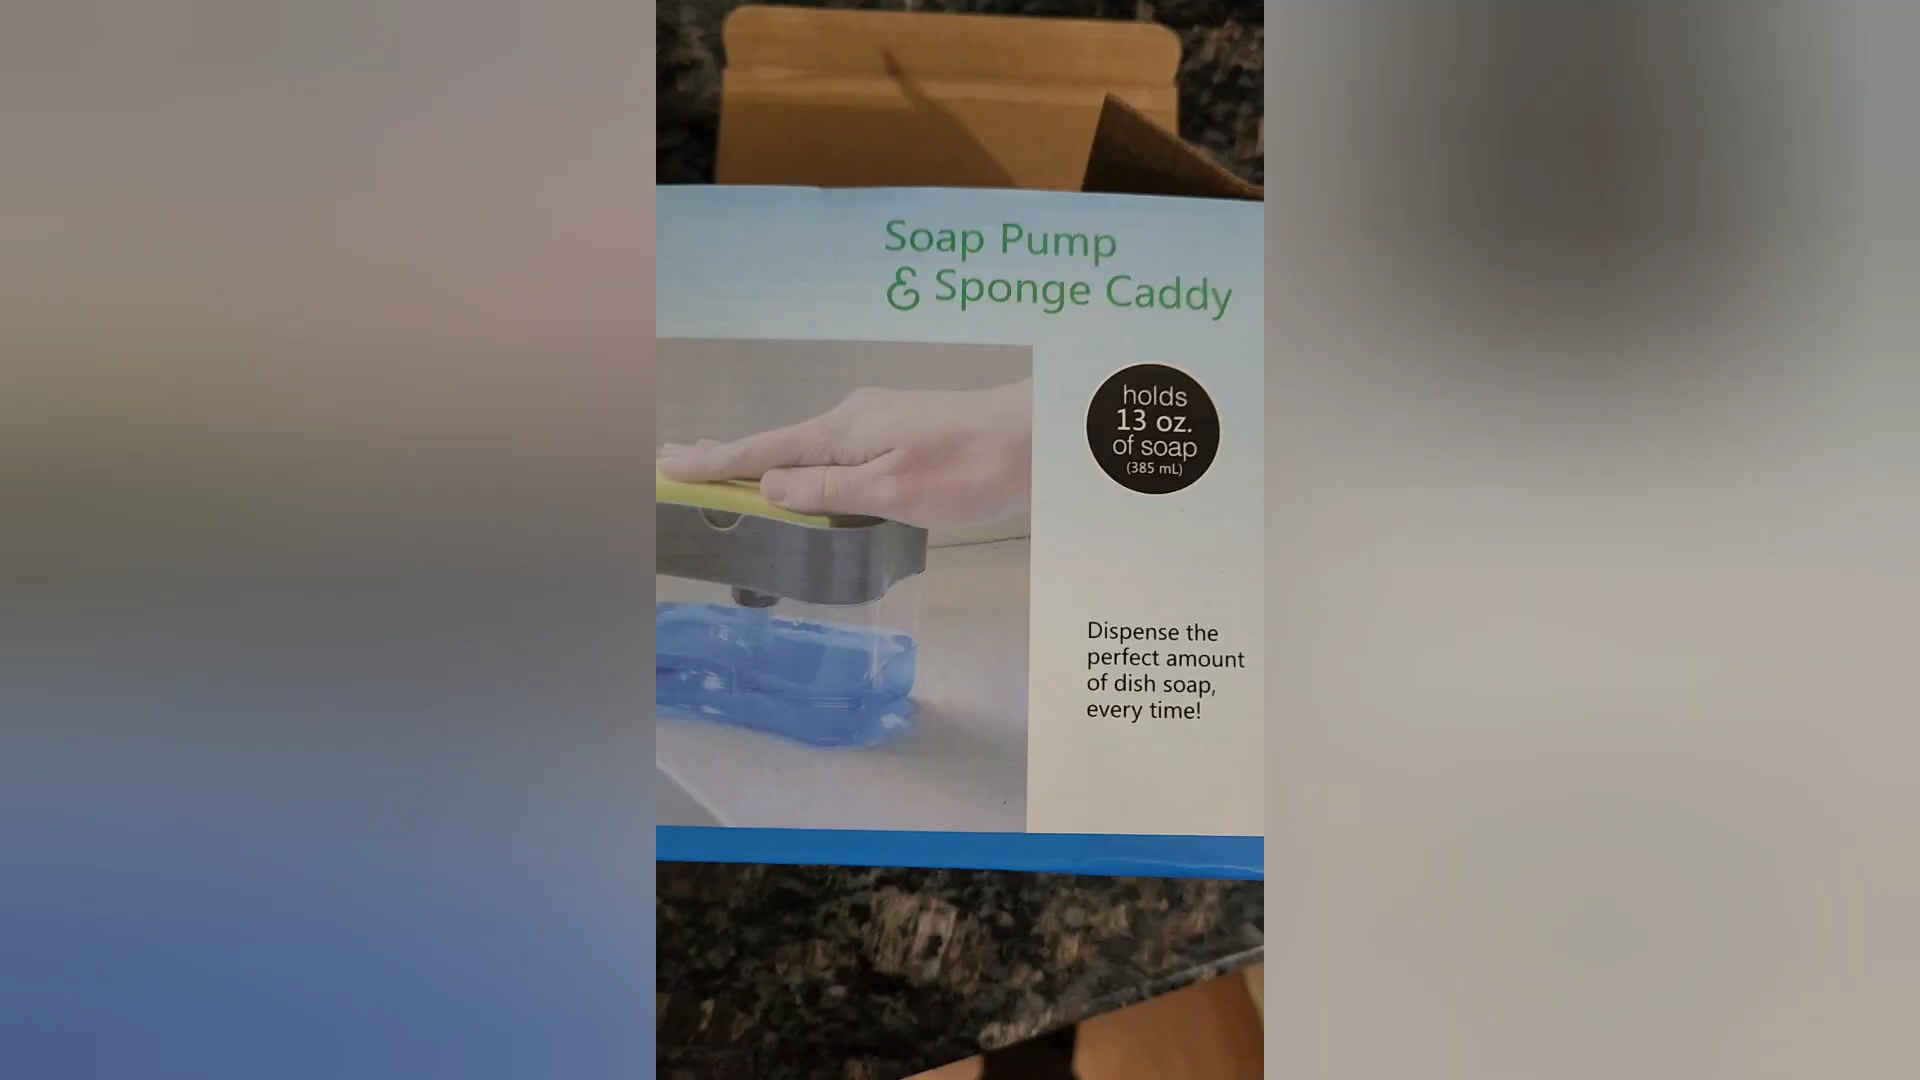 Soap Pump
& Sponge Caddy
holds
13 oz.
of soap
(385 mL)
Dispense the
perfect amount
of dish soap,
every time!